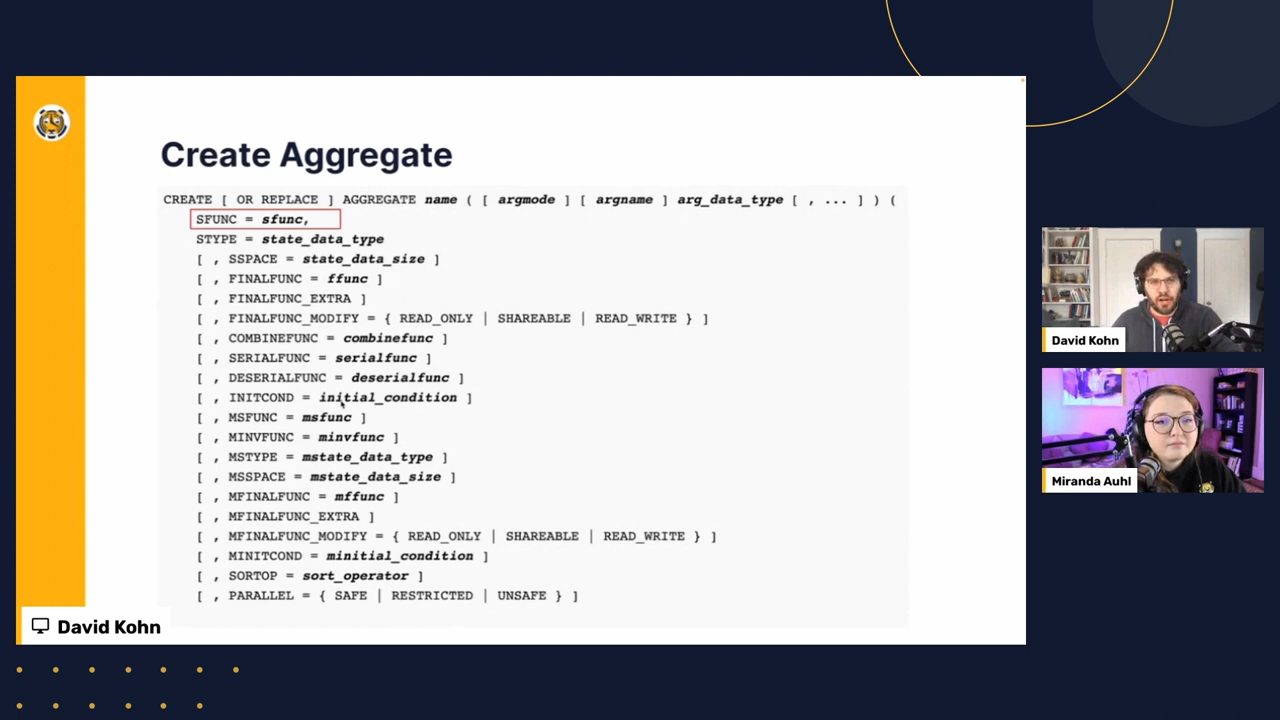 Create Aggregate
CREATE [ OR REPLACE ] AGGREGATE name ( [ argmode ] [ argname ] arg_data_type [ , ... ] ) (
SFUNC = sfunc,
STYPE = state_data_type
[ , SSPACE = state_data_size ]
[ , FINALFUNC = ffunc ]
[ , FINALFUNC_EXTRA ]
[ , FINALFUNC_MODIFY = { READ_ONLY | SHAREABLE | READ_WRITE } ]
[ , COMBINEFUNC = combinefunc ]
[ , SERIALFUNC = serialfunc ]
[ , DESERIALFUNC = deserialfunc ]
[ , INITCOND = initial_condition ]
[ , MSFUNC = msfunc ]
[ , MINVFUNC = minvfunc ]
[ , MSTYPE = mstate_data_type ]
[ , MSSPACE = mstate_data_size ]
[ , MFINALFUNC = mffunc ]
[ , MFINALFUNC_EXTRA ]
[ , MFINALFUNC_MODIFY = { READ_ONLY | SHAREABLE | READ_WRITE } ]
[ , MINITCOND = minitial_condition ]
[ , SORTOP = sort_operator ]
[ , PARALLEL = { SAFE | RESTRICTED | UNSAFE } ]
David Kohn
David Kohn
Miranda Auhl